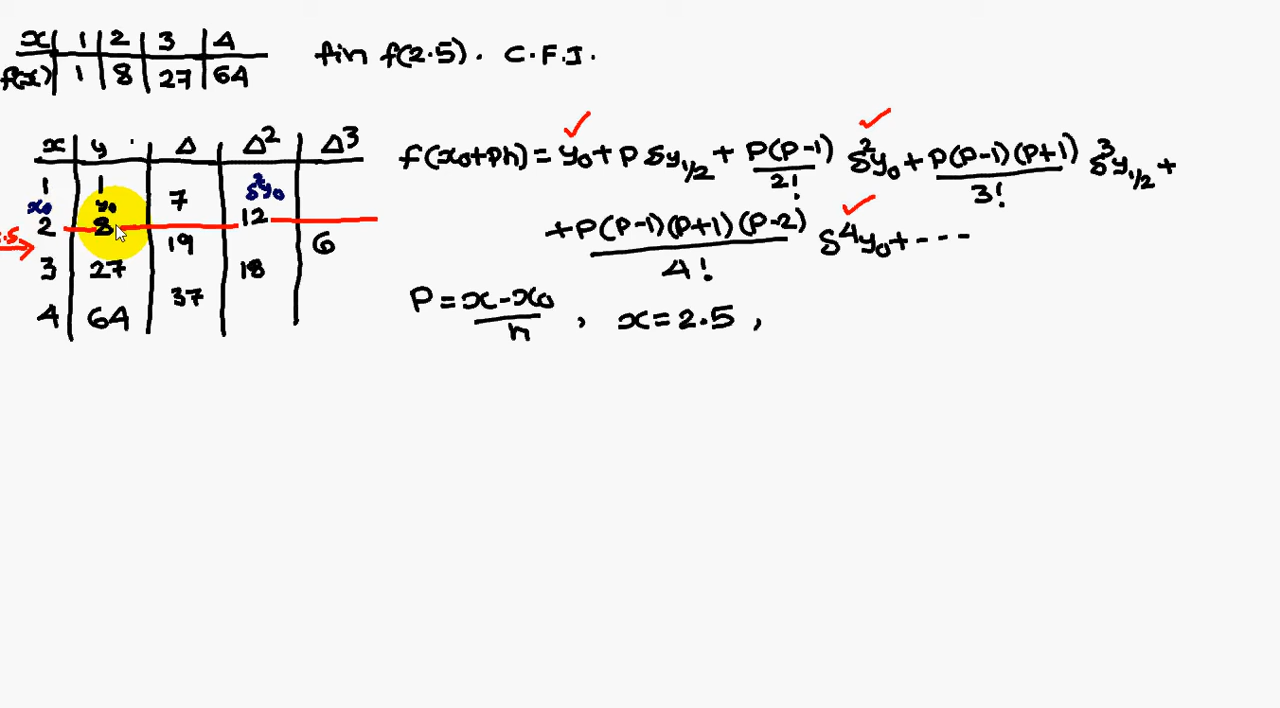 x 1 2 3 4 fin f(2.5). C.F.I.
f(x) 1 8 27 64
x y Δ Δ² Δ³
f(x₀+ph) = y₀ + P δy₁/₂ + P(P-1)/2! δ²y₀ + P(P-1)(P+1)/3! δ³y₁/₂ +
+ P(P-1)(P+1)(P-2)/4! δ⁴y₀ + ---
1 1
7 δ²y₀
x₀ y₀
2 8 12
19 6
3 27 18
37
4 64
P = x-x₀/h , x = 2.5 ,